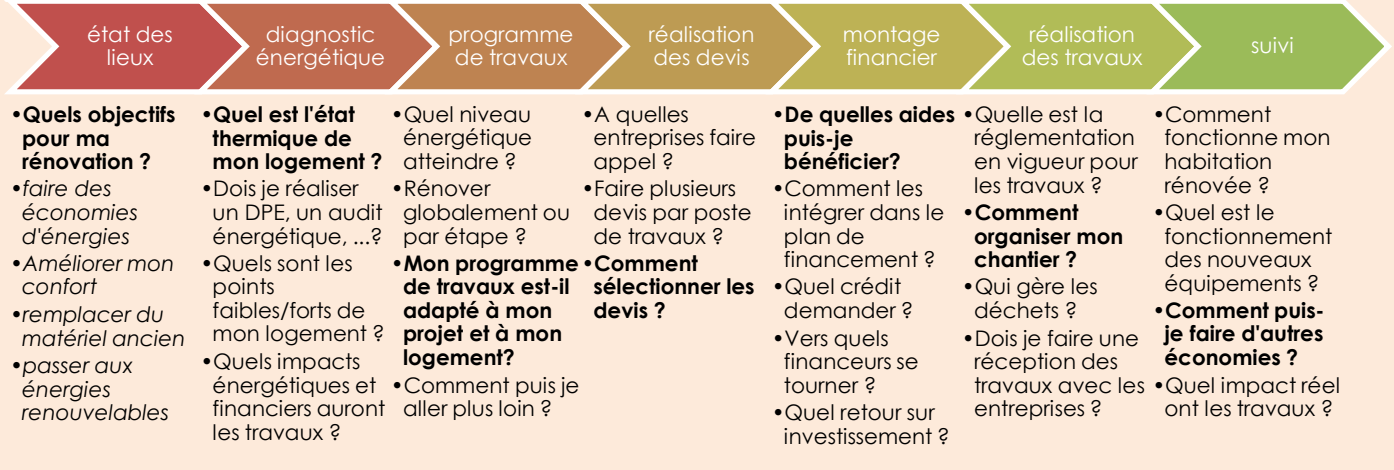 état des
lieux
diagnostic
énergétique
programme
de travaux
réalisation
des devis
montage
financier
réalisation
des travaux
suivi
•Quels objectifs
pour ma
rénovation ?
•faire des
économies
d'énergies
•Améliorer mon
confort
•remplacer du
matériel ancien
•passer aux
énergies
renouvelables
•Quel est l'état
thermique de
mon logement ?
•Dois je réaliser
un DPE, un audit
énergétique, ...?
•Quels sont les
points
faibles/forts de
mon logement ?
•Quels impacts
énergétiques et
financiers auront
les travaux ?
•Quel niveau
énergétique
atteindre ?
•Rénover
globalement ou
par étape ?
•Mon programme
de travaux est-il
adapté à mon
projet et à mon
logement?
•Comment puis je
aller plus loin ?
•A quelles
entreprises faire
appel ?
•Faire plusieurs
devis par poste
de travaux ?
•Comment
sélectionner les
devis ?
•De quelles aides
puis-je
bénéficier?
•Comment les
intégrer dans le
plan de
financement ?
•Quel crédit
demander ?
•Vers quels
financeurs se
tourner ?
•Quel retour sur
investissement ?
•Quelle est la
réglementation
en vigueur pour
les travaux ?
•Comment
organiser mon
chantier ?
•Qui gère les
déchets ?
•Dois je faire une
réception des
travaux avec les
entreprises ?
•Comment
fonctionne mon
habitation
rénovée ?
•Quel est le
fonctionnement
des nouveaux
équipements ?
•Comment puis-
je faire d'autres
économies ?
•Quel impact réel
ont les travaux ?